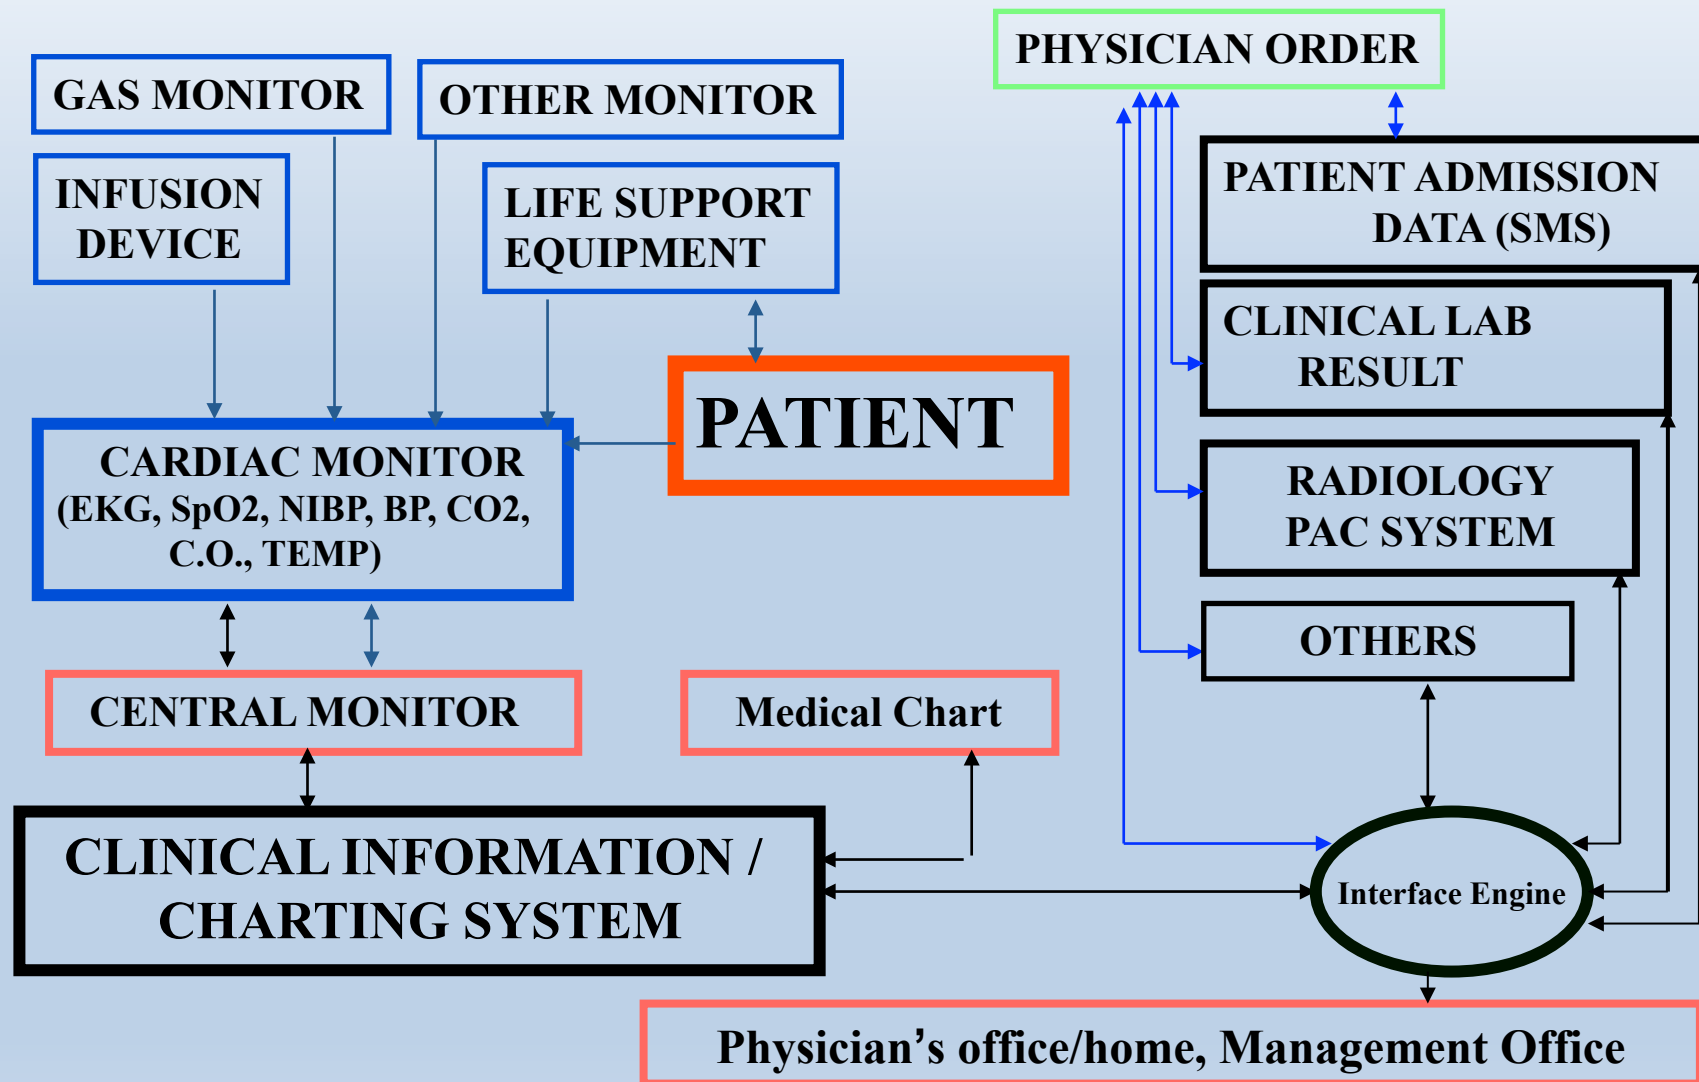 GAS MONITOR
OTHER MONITOR
INFUSION
DEVICE
LIFE SUPPORT
EQUIPMENT
PATIENT
CARDIAC MONITOR
(EKG, SpO2, NIBP, BP, CO2,
C.O., TEMP)
CENTRAL MONITOR
Medical Chart
CLINICAL INFORMATION /
CHARTING SYSTEM
PHYSICIAN ORDER
PATIENT ADMISSION
DATA (SMS)
CLINICAL LAB
RESULT
RADIOLOGY
PAC SYSTEM
OTHERS
Interface Engine
Physician’s office/home, Management Office